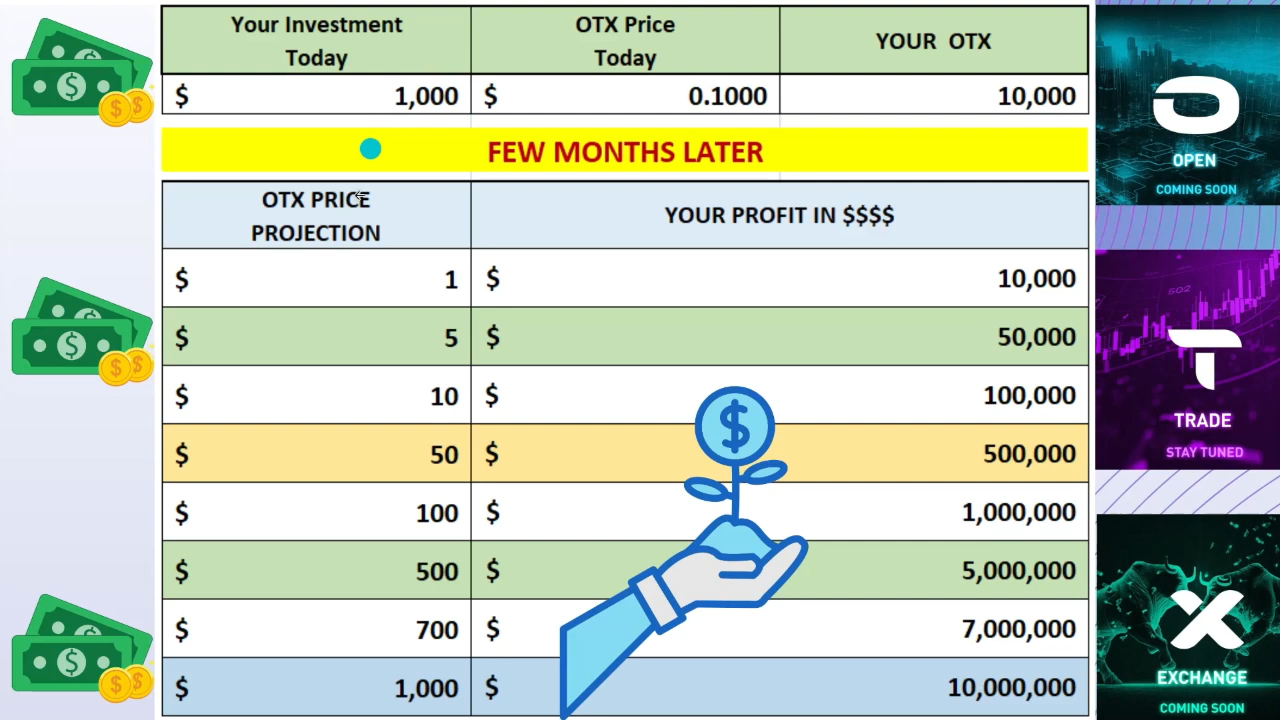 Your Investment Today
OTX Price Today
YOUR OTX
$ 1,000 $ 0.1000 10,000
FEW MONTHS LATER
OTX PRICE PROJECTION
YOUR PROFIT IN $$$$
$ 1 $ 10,000
$ 5 $ 50,000
$ 10 $ 100,000
$ 50 $ 500,000
$ 100 $ 1,000,000
$ 500 $ 5,000,000
$ 700 $ 7,000,000
$ 1,000 $ 10,000,000
OPEN
COMING SOON
TRADE
STAY TUNED
EXCHANGE
COMING SOON